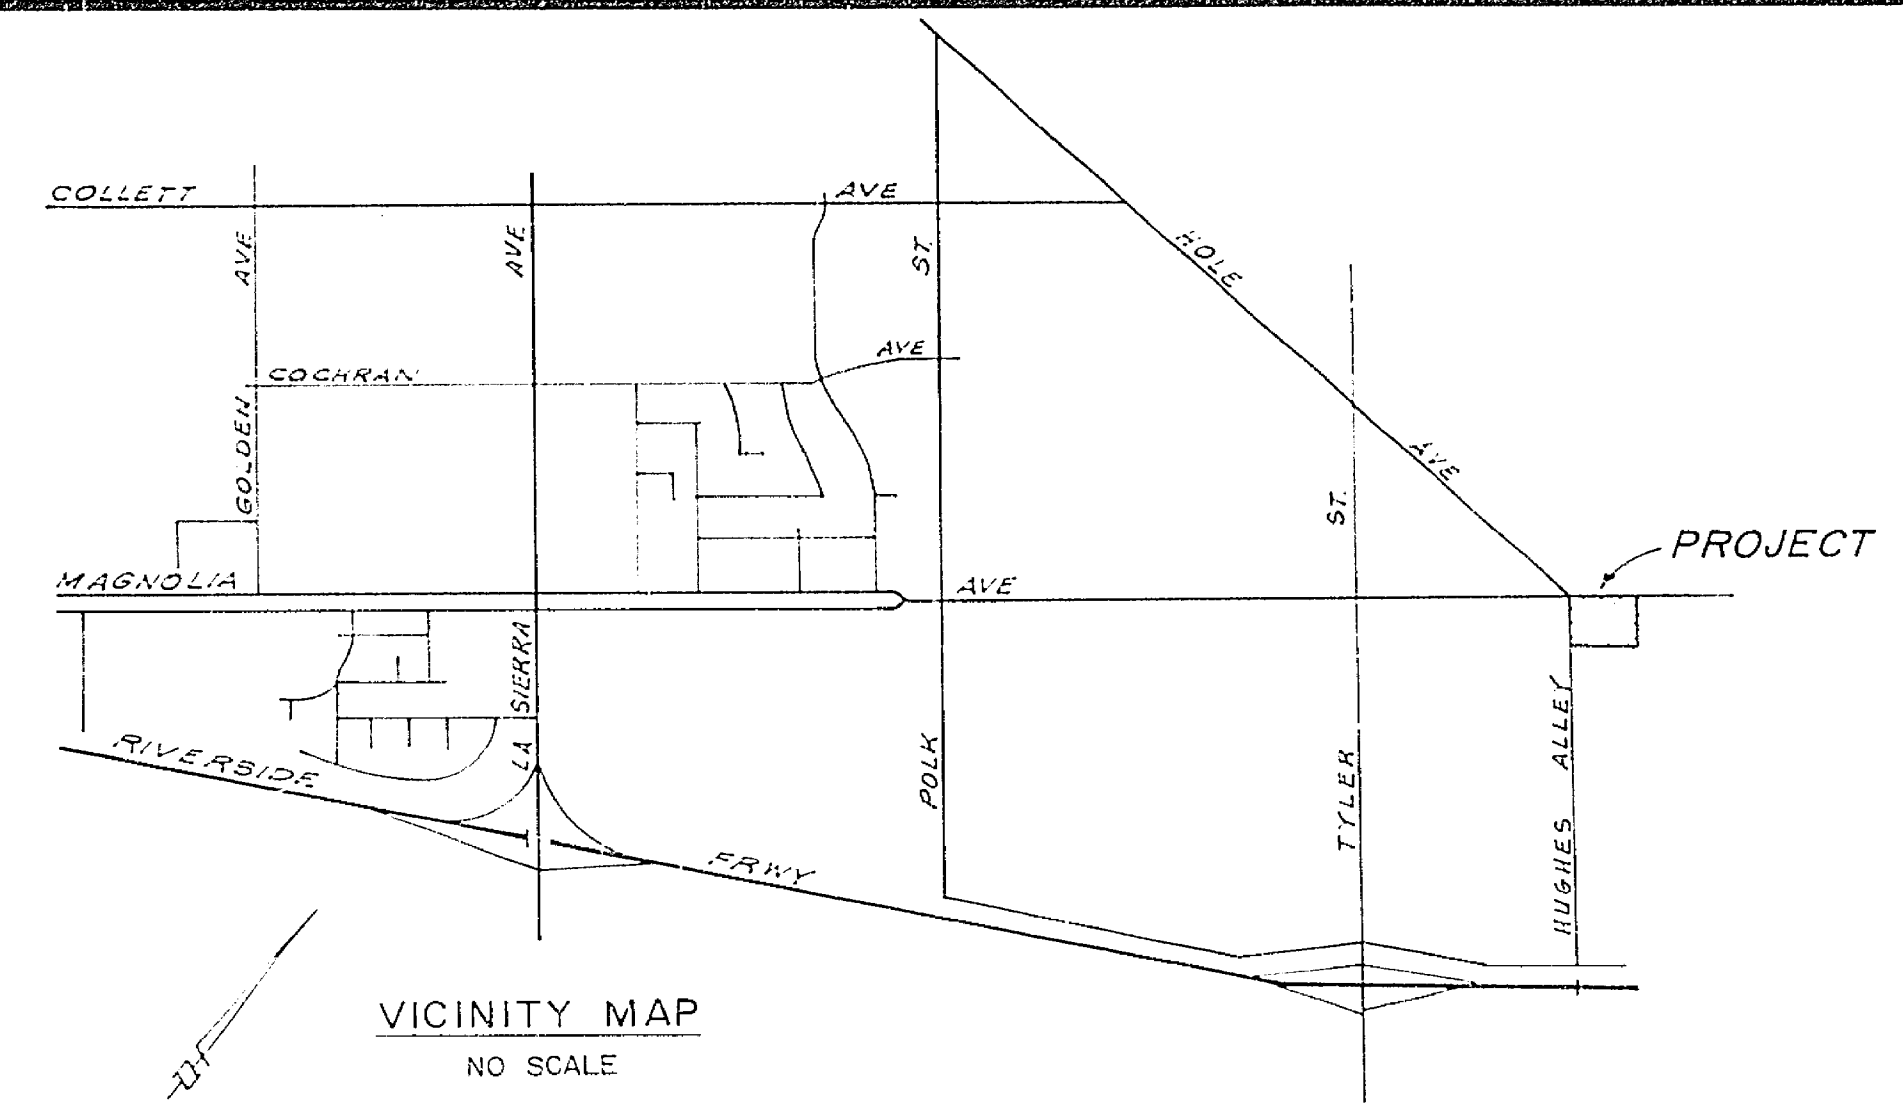 COLLETT AVE
GOLDEN AVE
LA SIERRA AVE
POLK ST.
HOLE AVE
COCHRAN AVE
TYLER ST.
PROJECT
MAGNOLIA AVE
HUGHES ALLEY
RIVERSIDE FRWY
VICINITY MAP
NO SCALE